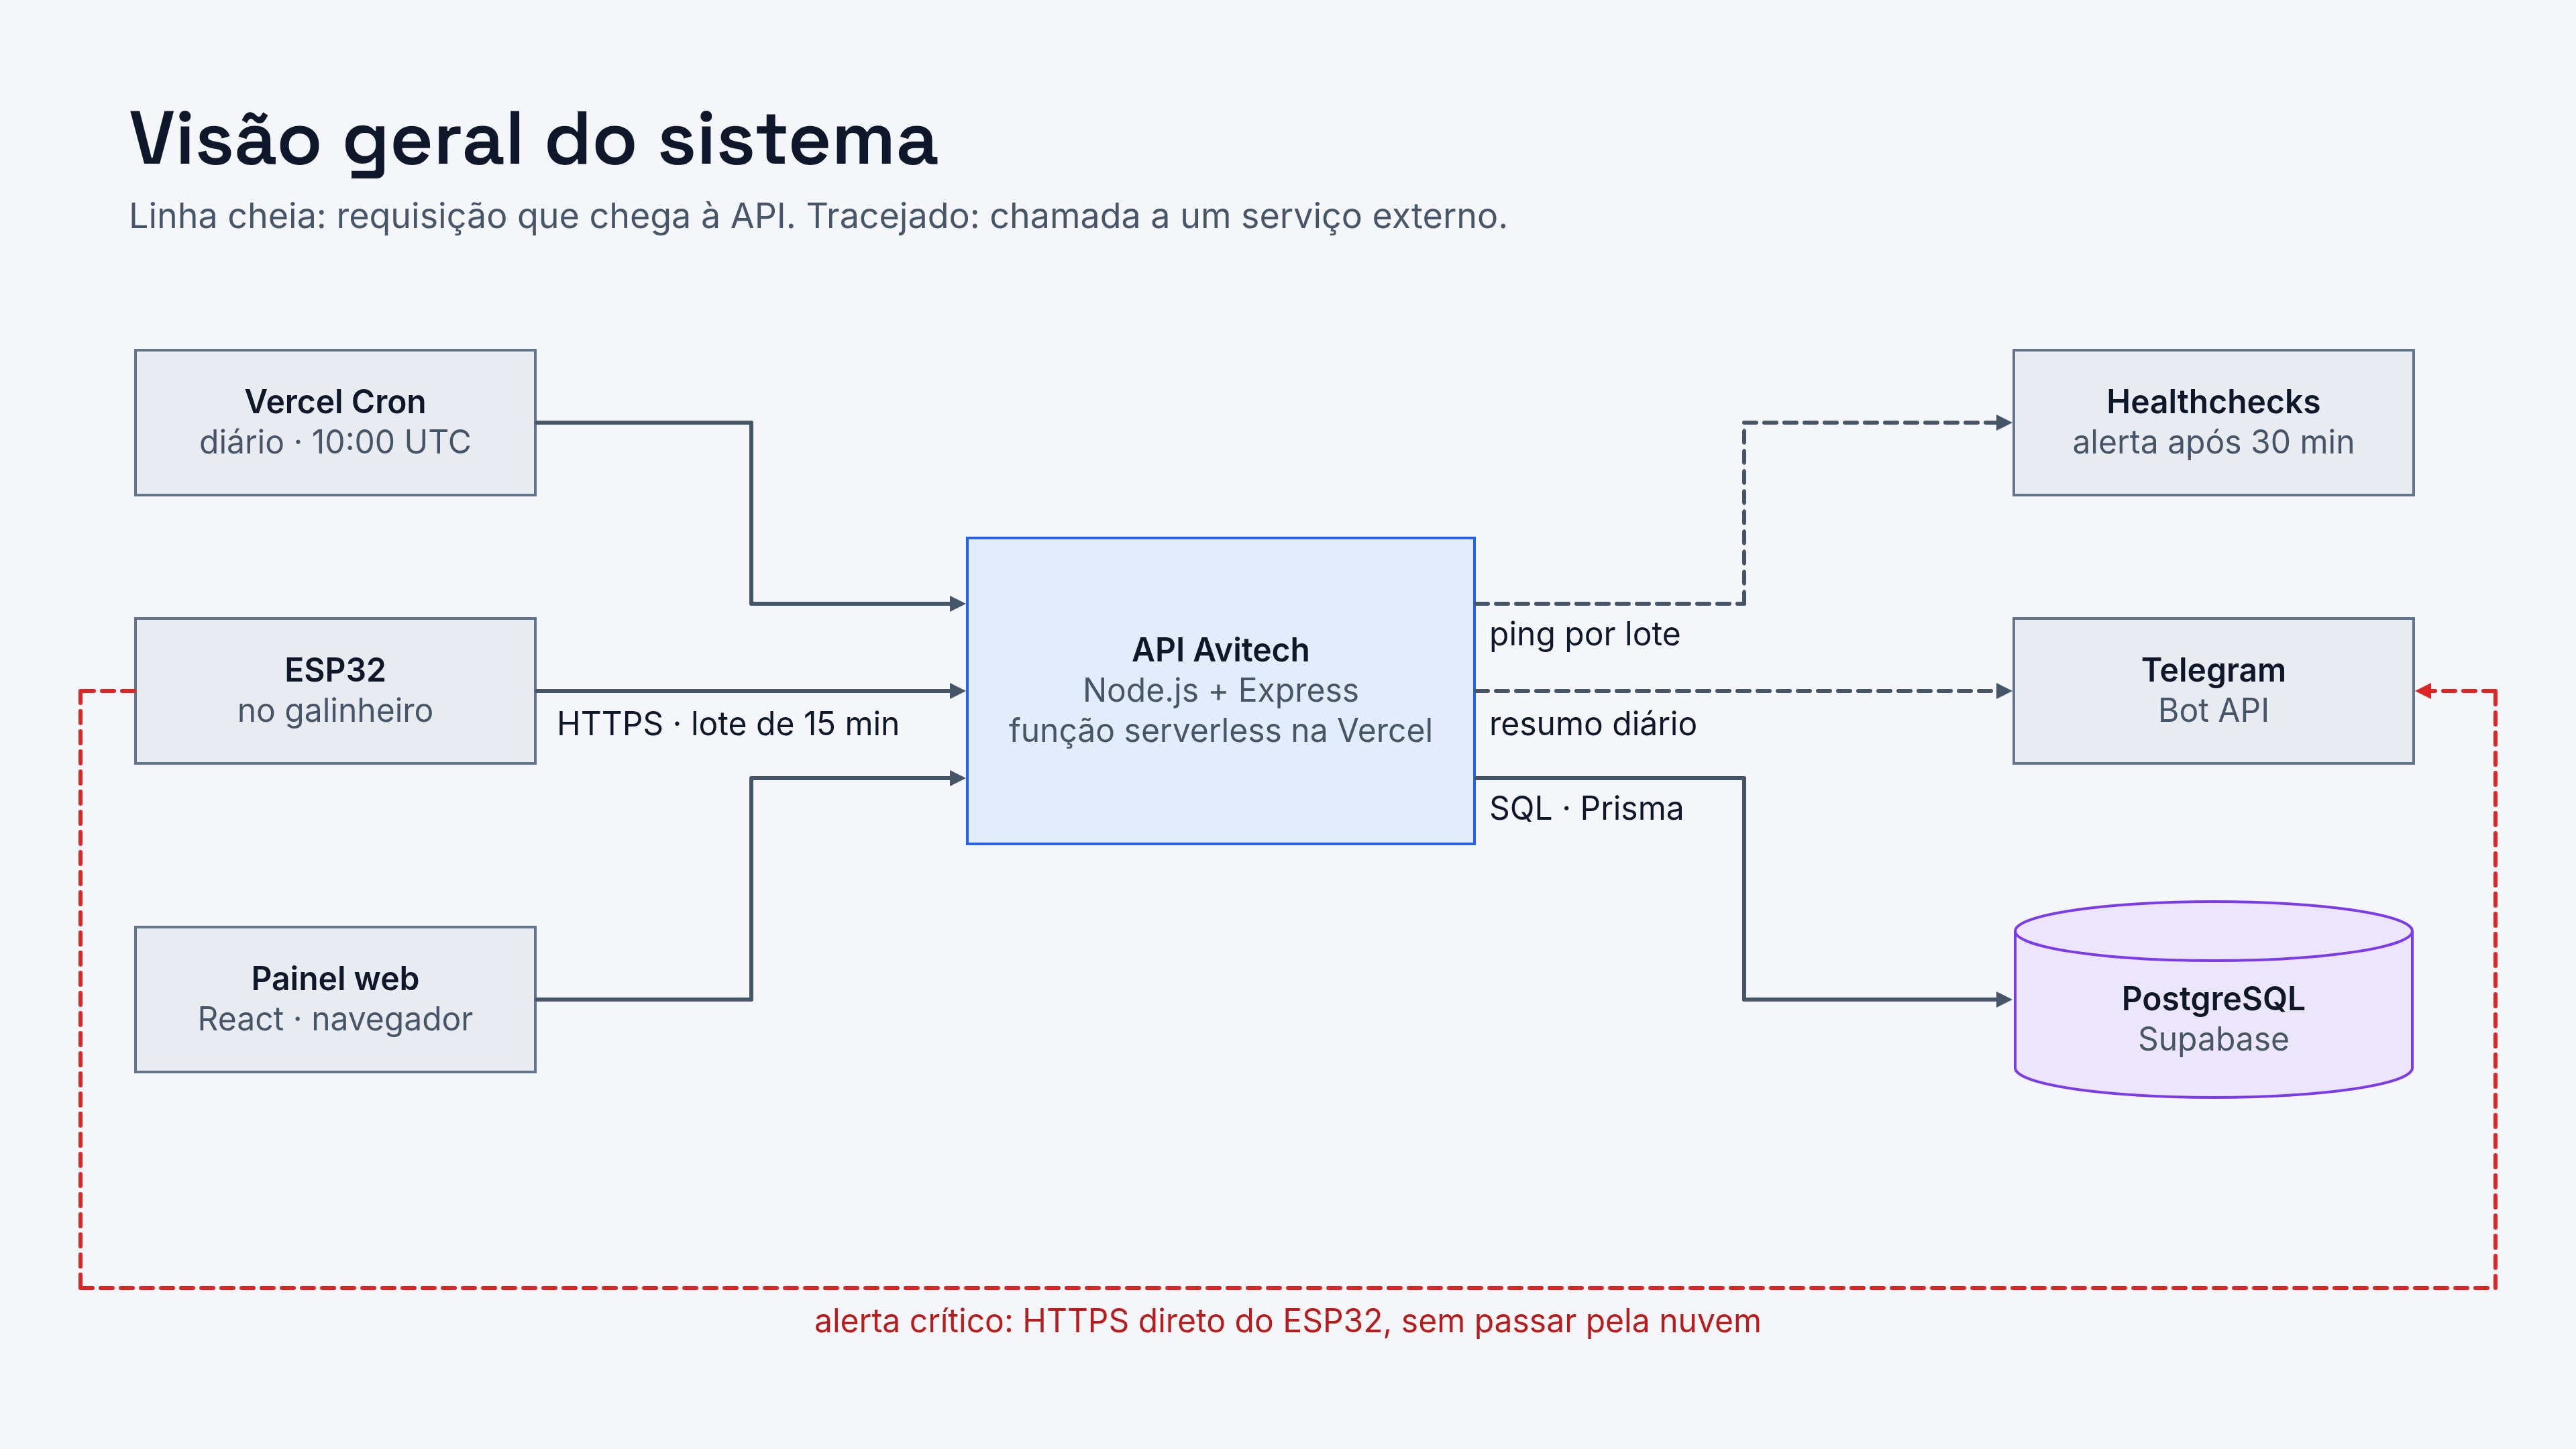 Visão geral do sistema
Linha cheia: requisição que chega à API. Tracejado: chamada a um serviço externo.
Vercel Cron
diário · 10:00 UTC
Healthchecks
alerta após 30 min
ESP32
no galinheiro
HTTPS · lote de 15 min
API Avitech
Node.js + Express
função serverless na Vercel
ping por lote
resumo diário
SQL · Prisma
Telegram
Bot API
Painel web
React · navegador
PostgreSQL
Supabase
alerta crítico: HTTPS direto do ESP32, sem passar pela nuvem